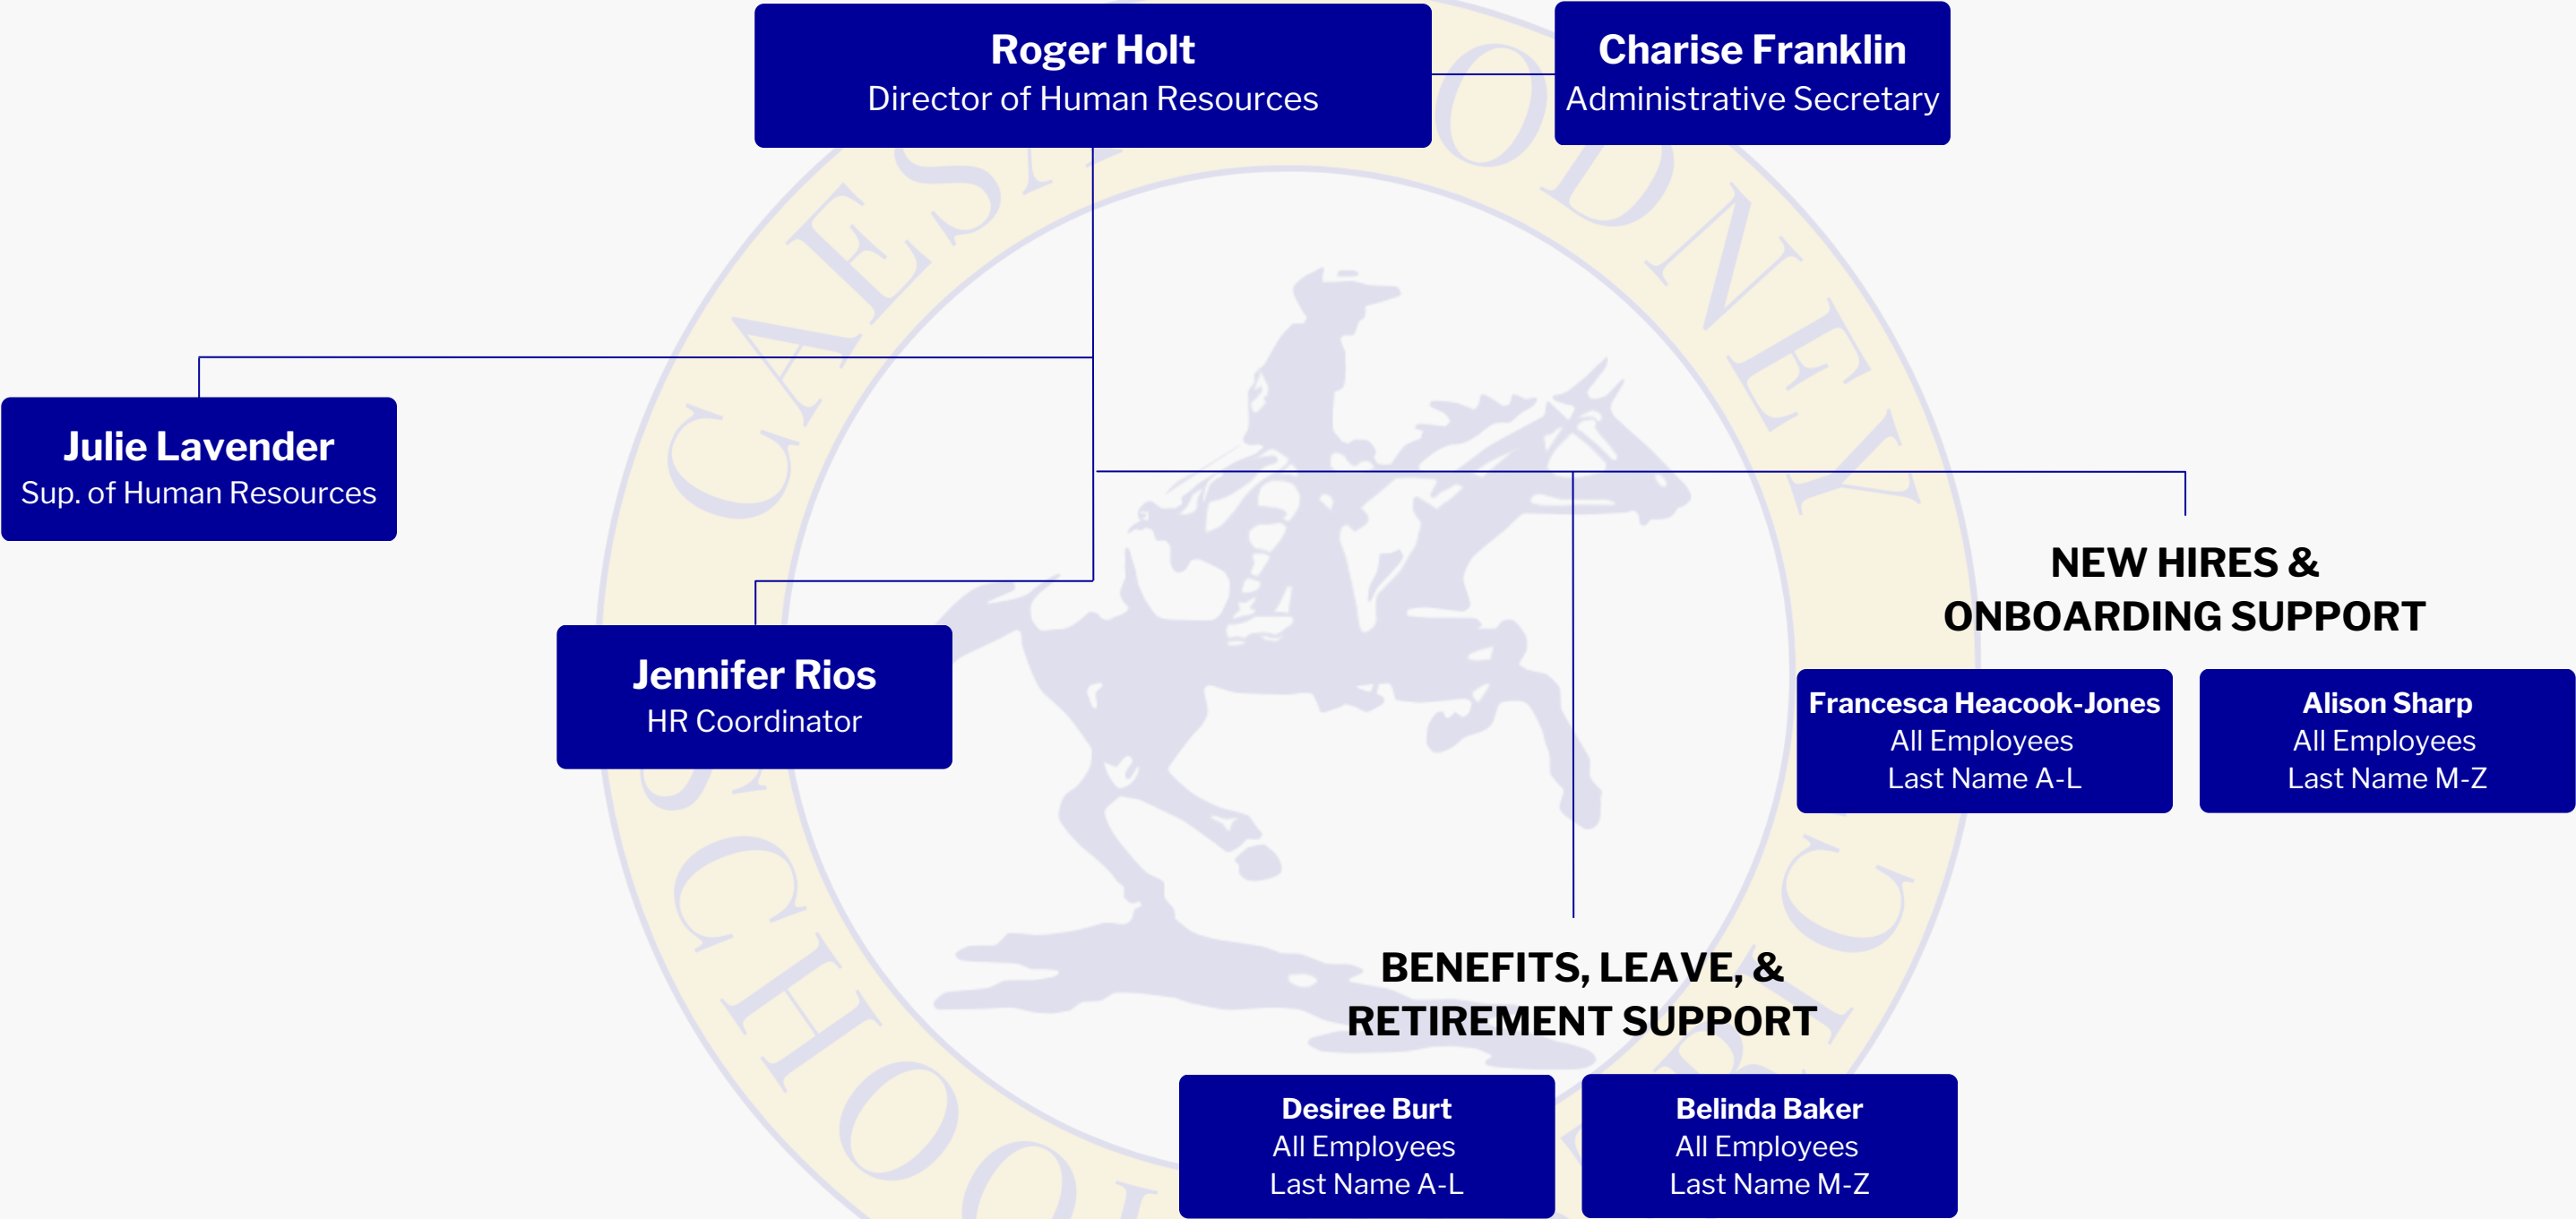 Roger Holt
Director of Human Resources
Charise Franklin
Administrative Secretary
Julie Lavender
Sup. of Human Resources
Jennifer Rios
HR Coordinator
NEW HIRES &
ONBOARDING SUPPORT
Francesca Heacook-Jones
All Employees
Last Name A-L
Alison Sharp
All Employees
Last Name M-Z
BENEFITS, LEAVE, &
RETIREMENT SUPPORT
Desiree Burt
All Employees
Last Name A-L
Belinda Baker
All Employees
Last Name M-Z